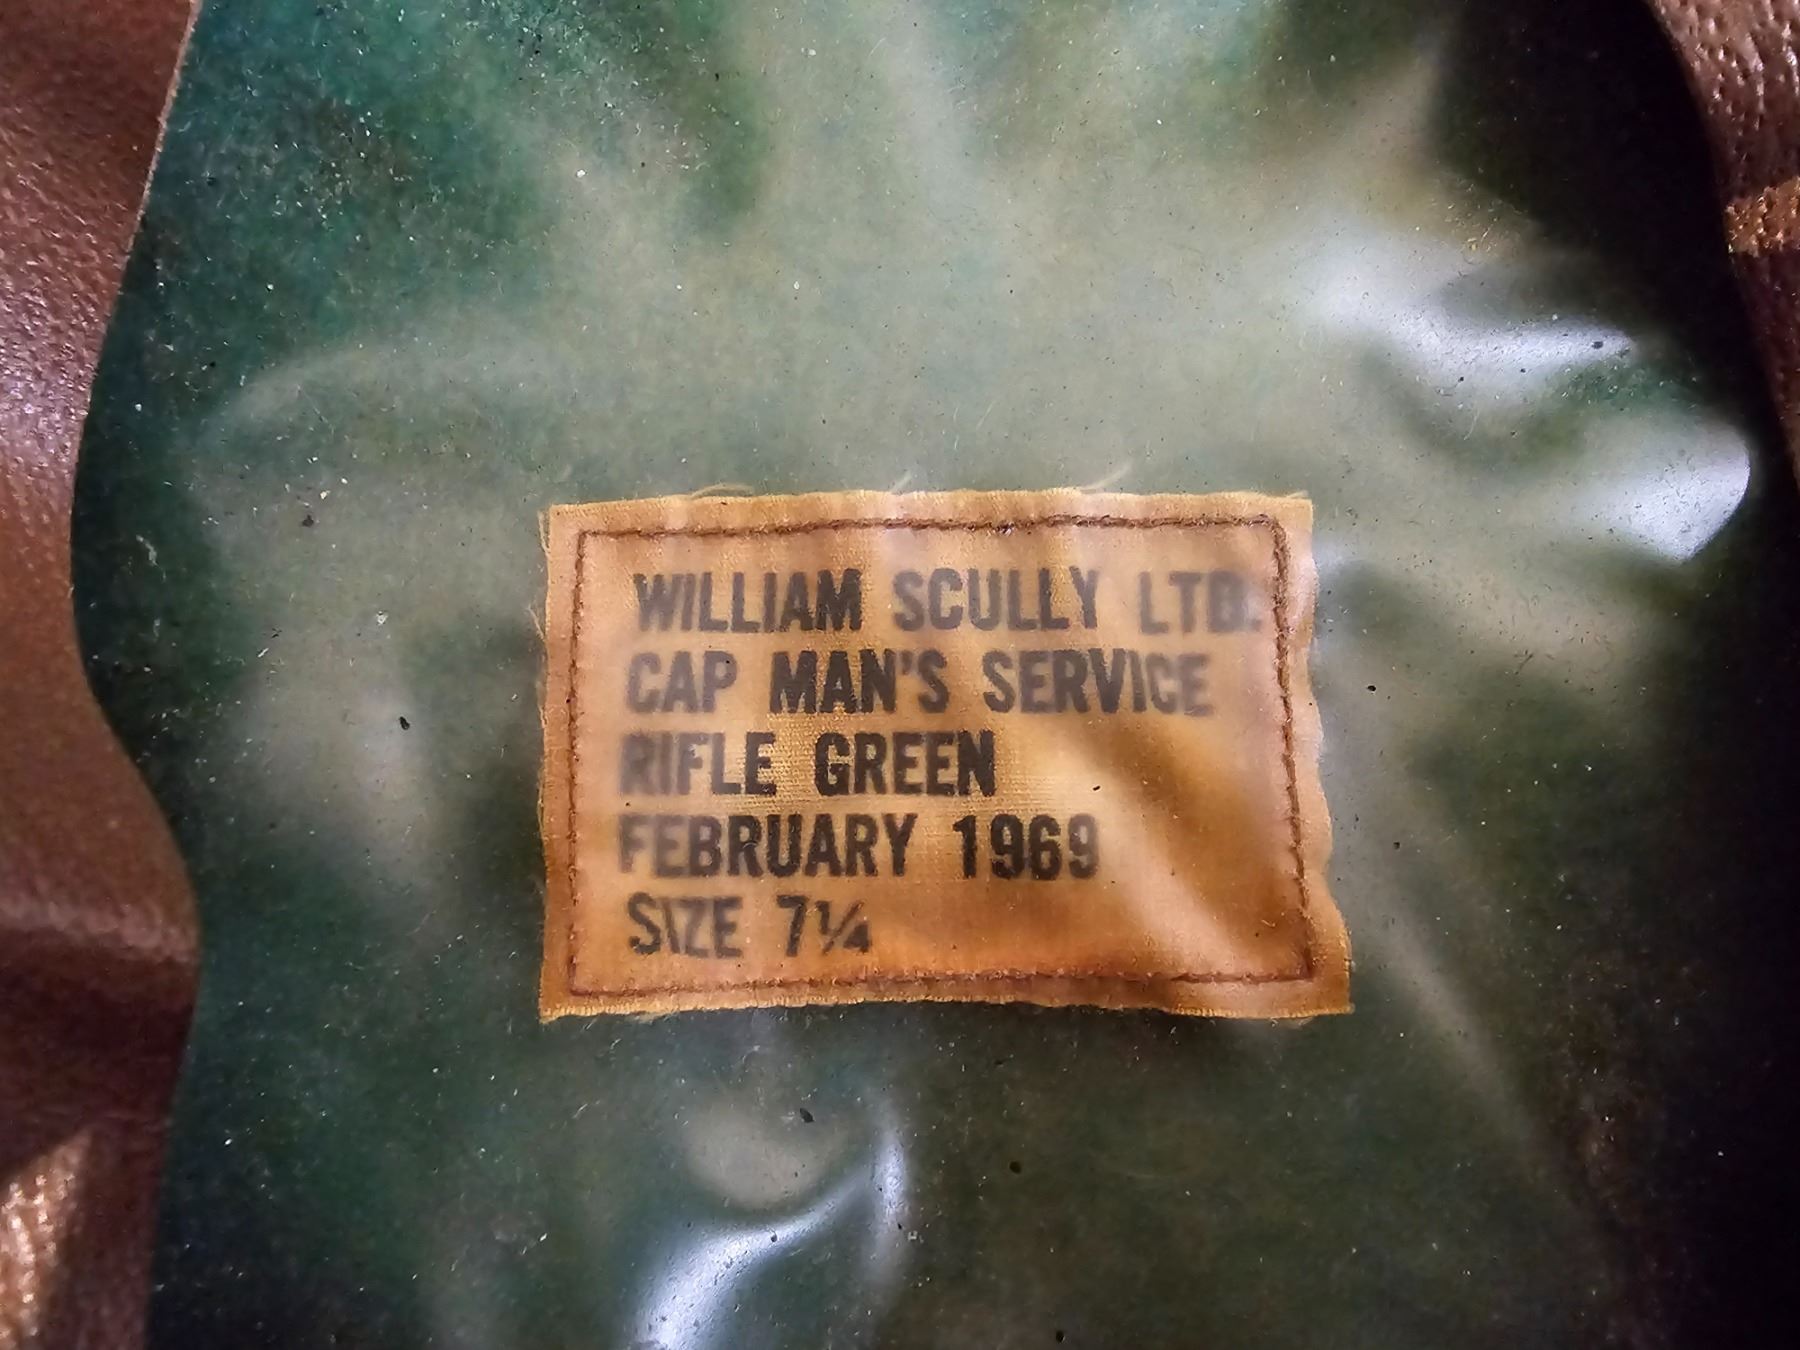 WILLIAM SCULLY LTD.
CAP MAN'S SERVICE
RIFLE GREEN
FEBRUARY 1969
SIZE 7¼